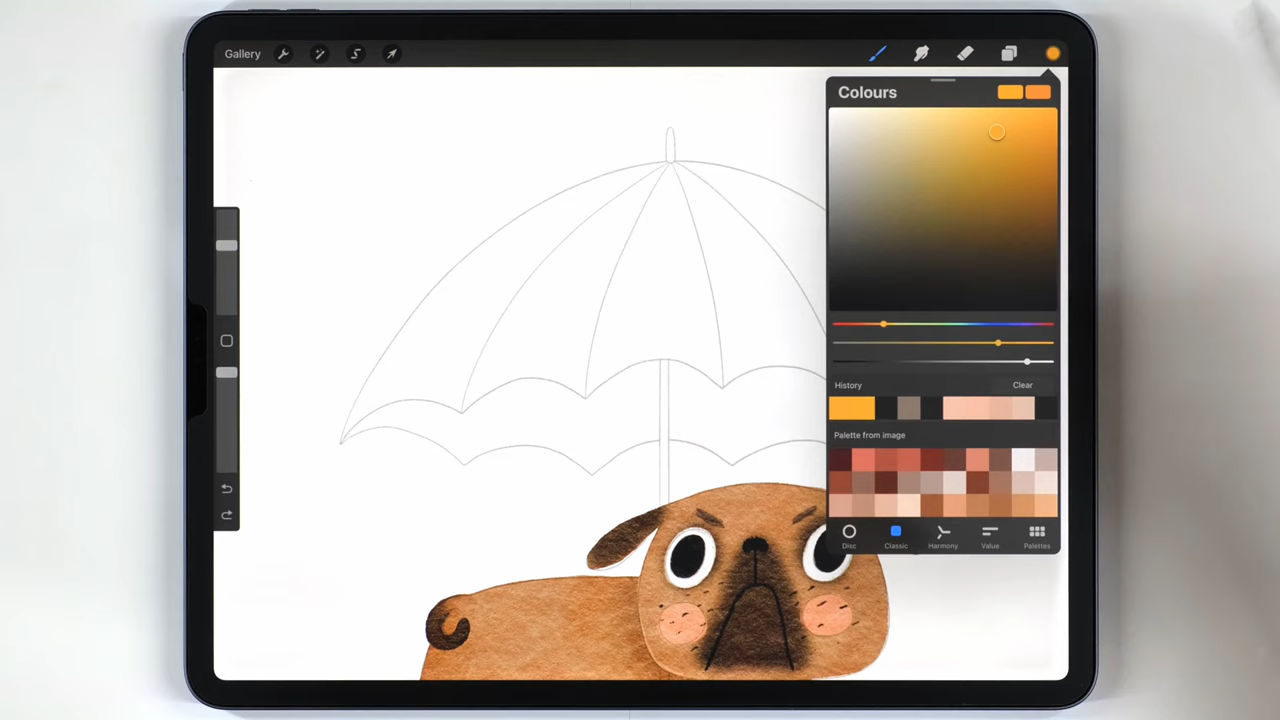 Gallery
Colours
History Clear
Palette from image
Disc Classic Harmony Value Palettes